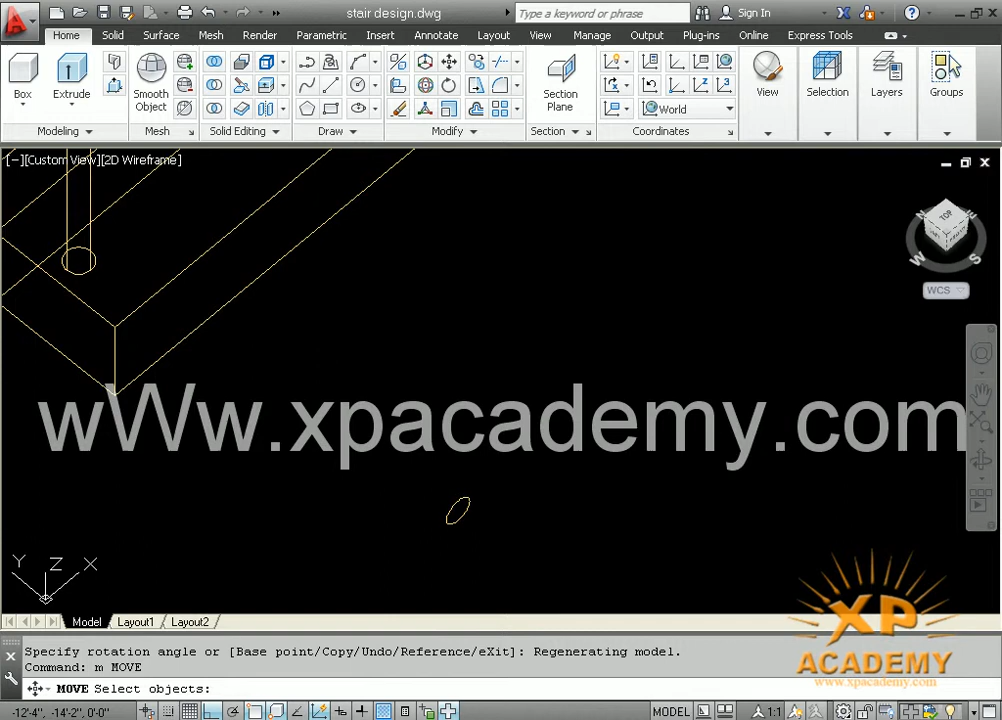 stair design.dwg
Type a keyword or phrase
Sign In
Home Solid Surface Mesh Render Parametric Insert Annotate Layout View Manage Output Plug-ins Online Express Tools
Box
Extrude
Smooth Object
Section Plane
World
View
Selection
Layers
Groups
Modeling
Mesh
Solid Editing
Draw
Modify
Section
Coordinates
[−][Custom View][2D Wireframe]
TOP
N
E
W
S
WCS
wWw.xpacademy.com
Y Z X
Model Layout1 Layout2
XP
ACADEMY
www.xpacademy.com
Specify rotation angle or [Base point/Copy/Undo/Reference/eXit]: Regenerating model.
Command: m MOVE
MOVE Select objects:
-12'-4", -14'-2", 0'-0"
MODEL
1:1